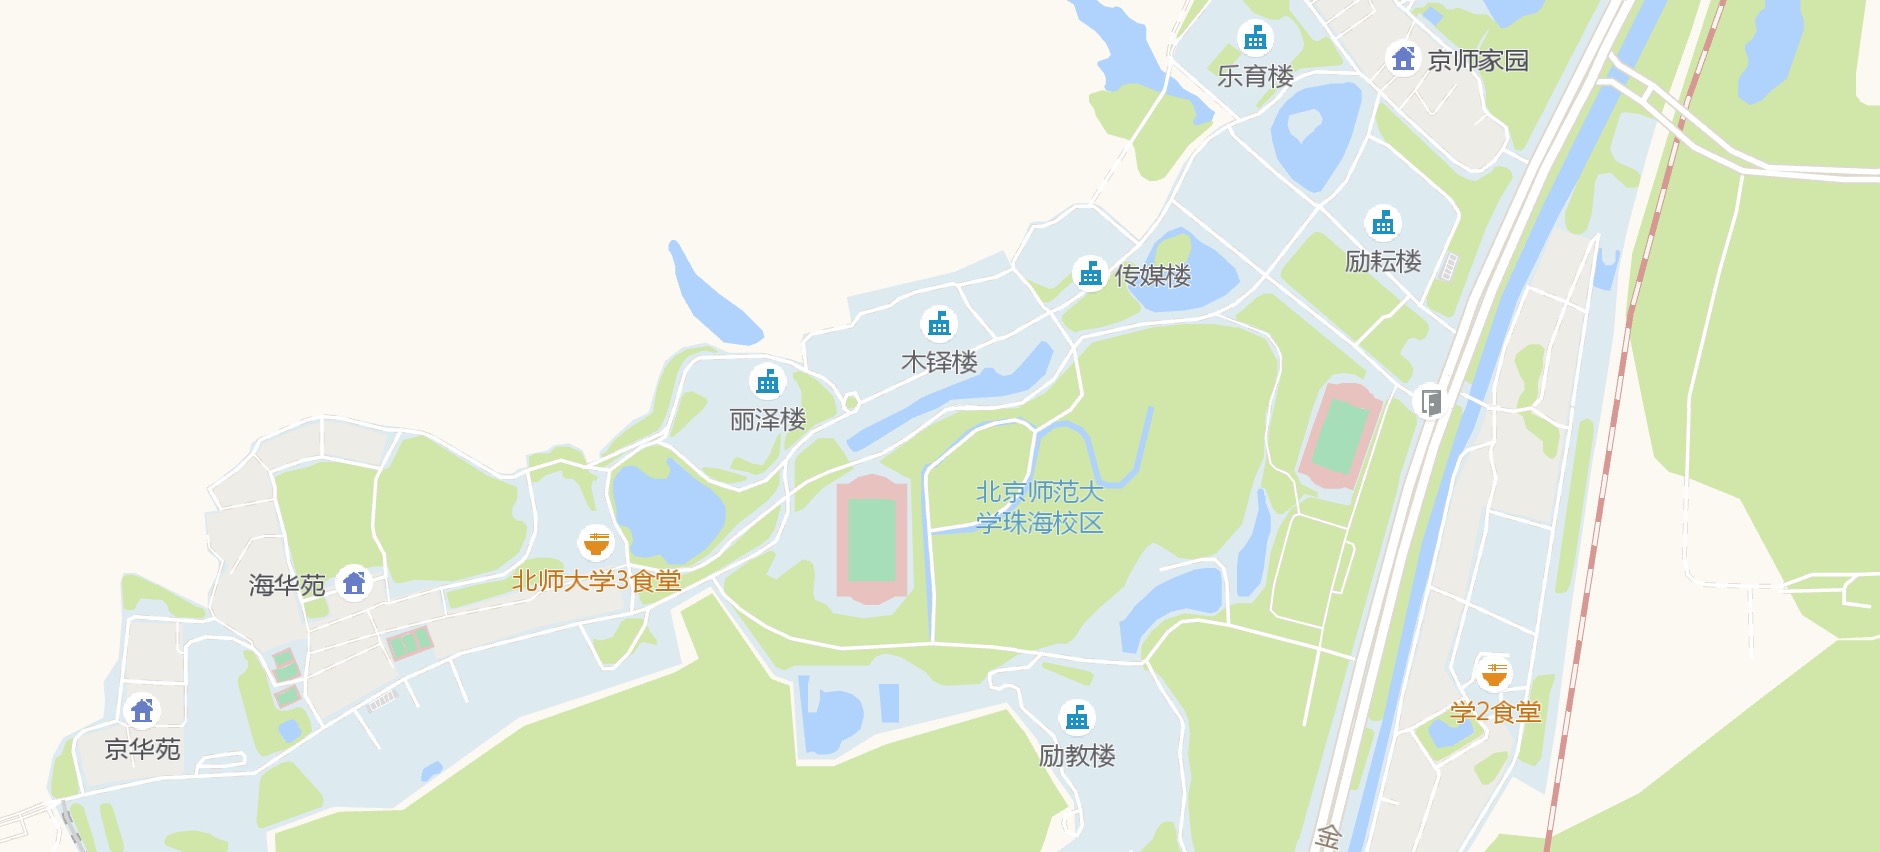 乐育楼
京师家园
励耘楼
传媒楼
木铎楼
丽泽楼
北京师范大
学珠海校区
海华苑
北师大学3食堂
京华苑
励教楼
学2食堂
金